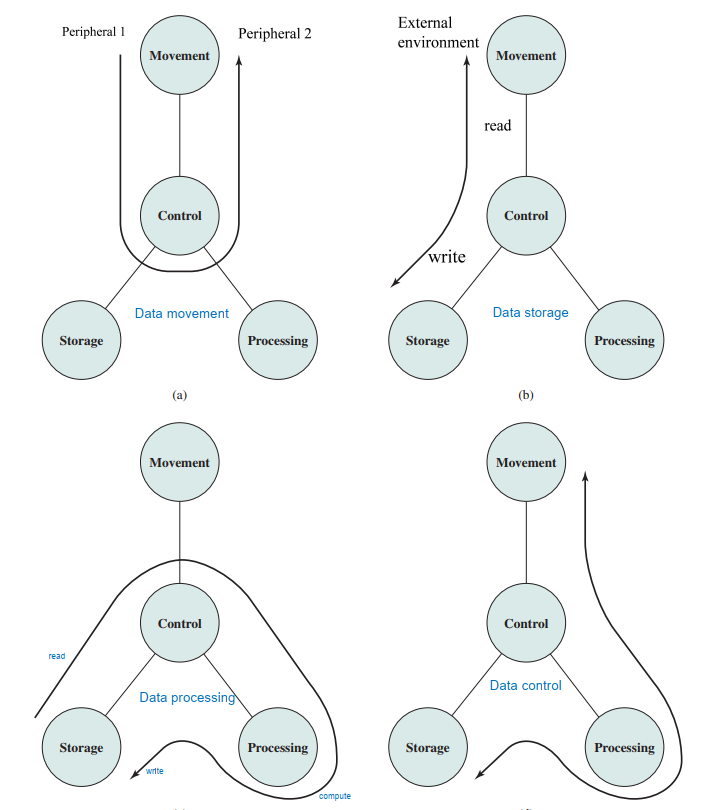 Peripheral 1
Movement
Peripheral 2
Control
Data movement
Storage
Processing
(a)
External
environment
Movement
read
Control
write
Data storage
Storage
Processing
(b)
Movement
Control
read
Data processing
Storage
Processing
write
compute
Movement
Control
Data control
Storage
Processing